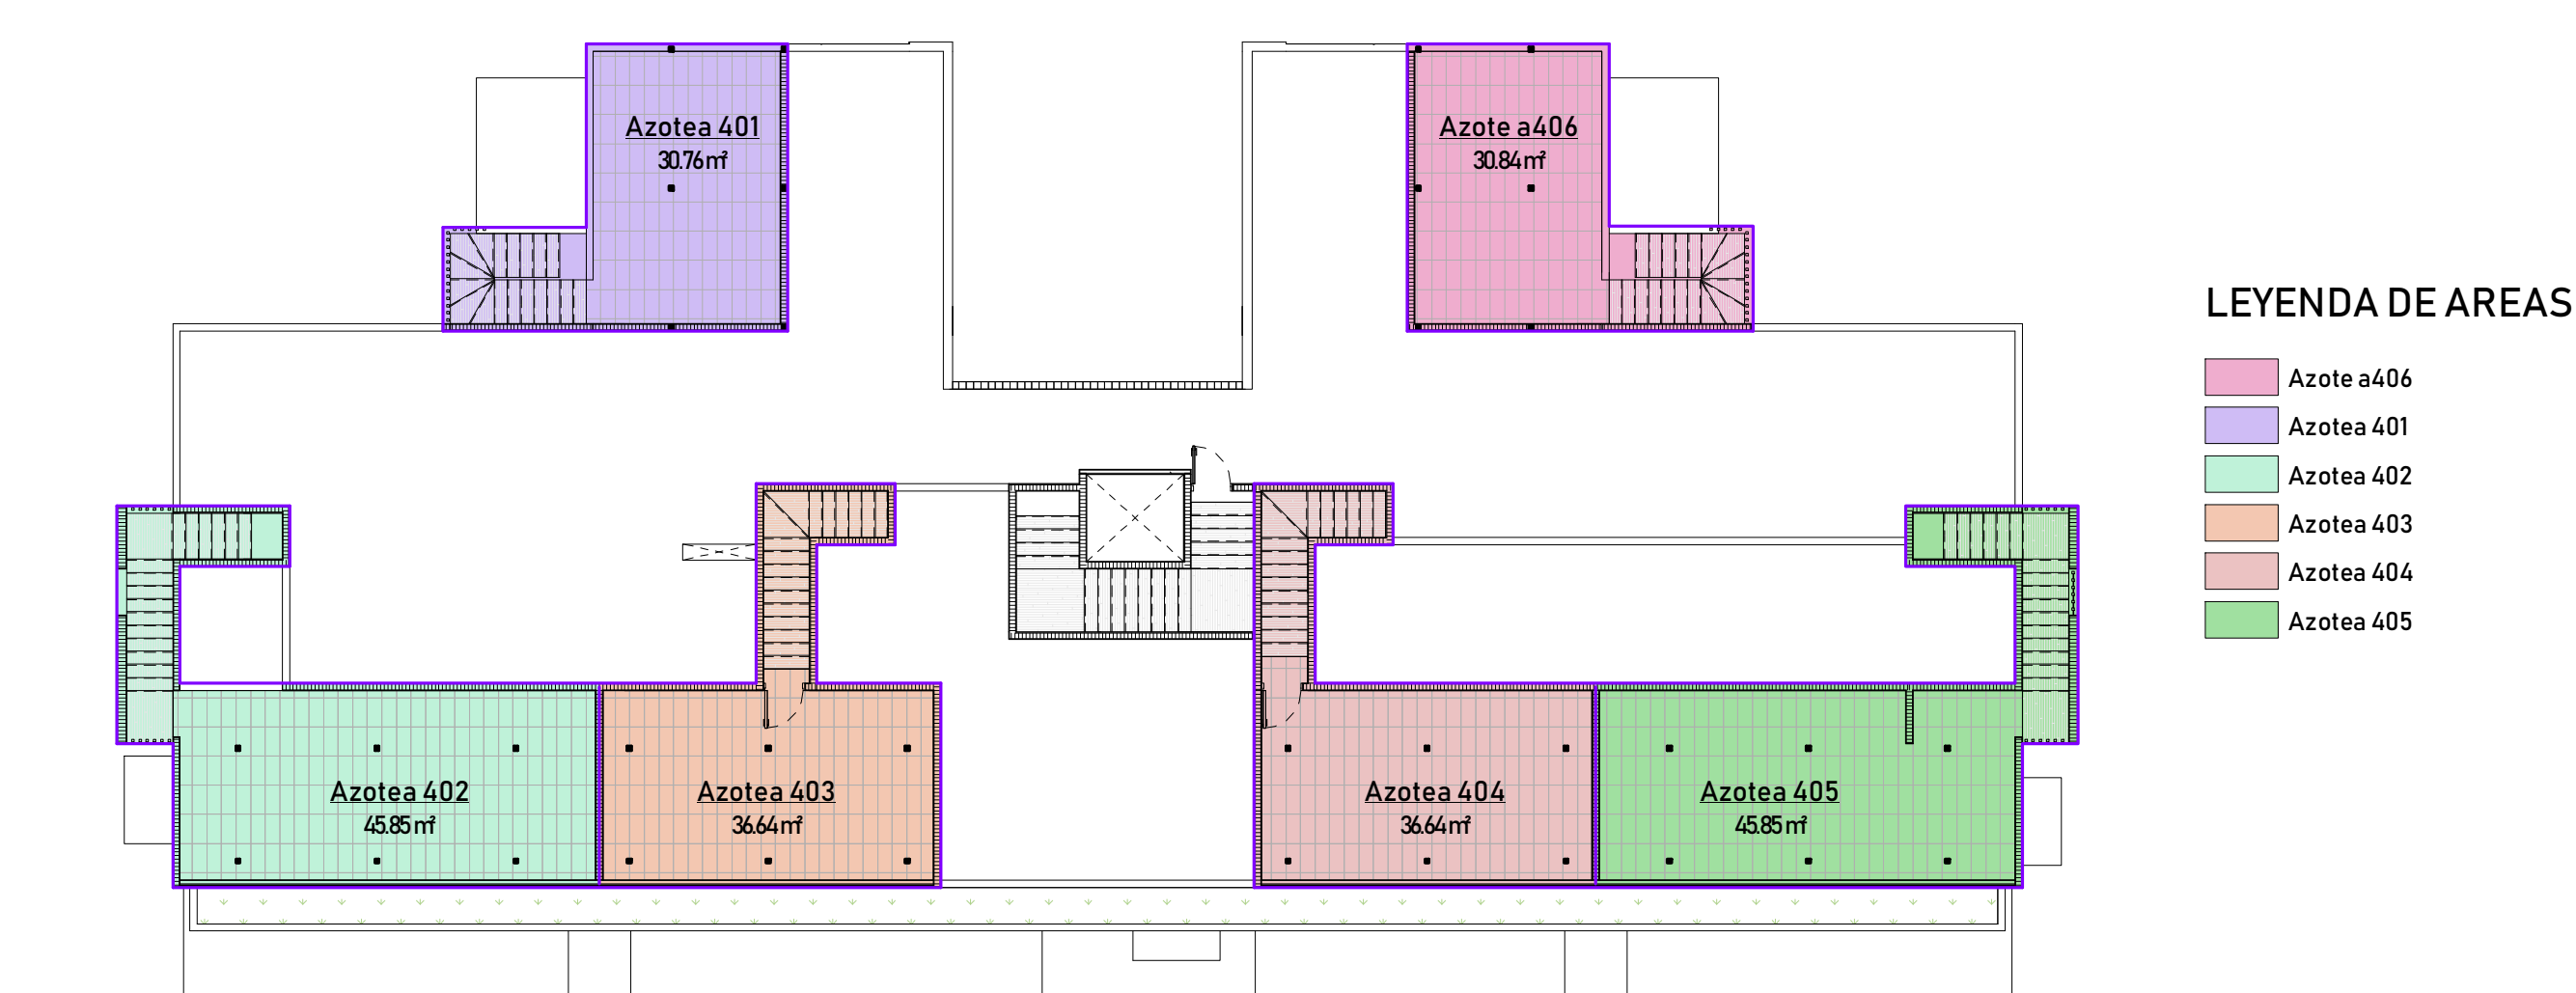 Azotea 401
30.76 m²
Azote a406
30.84 m²
LEYENDA DE AREAS
Azote a406
Azotea 401
Azotea 402
Azotea 403
Azotea 404
Azotea 405
Azotea 402
45.85 m²
Azotea 403
36.64 m²
Azotea 404
36.64 m²
Azotea 405
45.85 m²